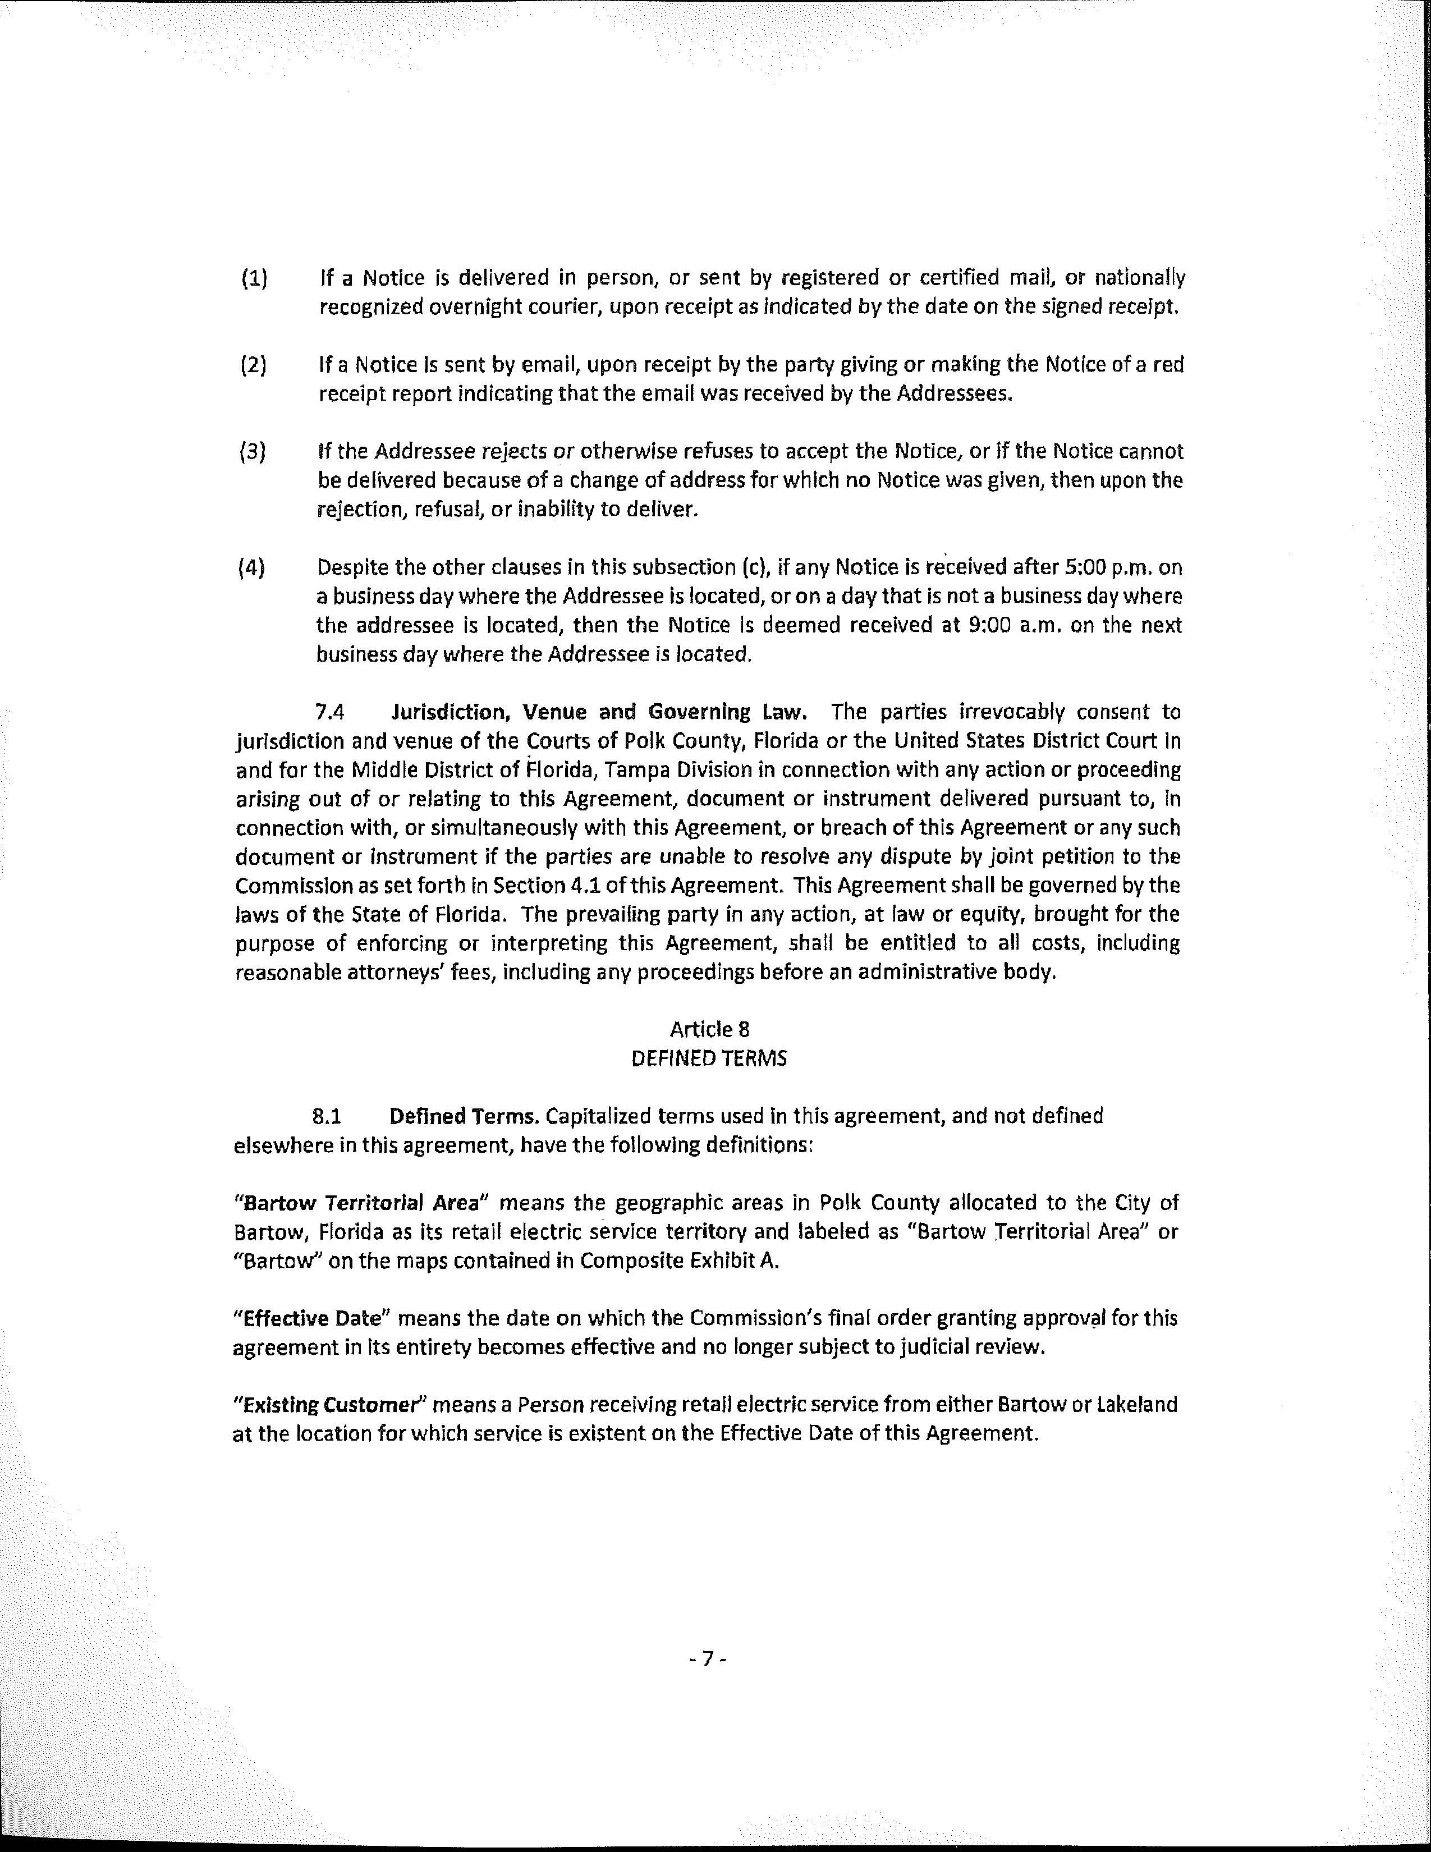 (1) If a Notice is delivered in person, or sent by registered or certified mail, or nationally
recognized overnight courier, upon receipt as indicated by the date on the signed receipt.
(2) If a Notice is sent by email, upon receipt by the party giving or making the Notice of a red
receipt report indicating that the email was received by the Addressees.
(3) If the Addressee rejects or otherwise refuses to accept the Notice, or if the Notice cannot
be delivered because of a change of address for which no Notice was given, then upon the
rejection, refusal, or inability to deliver.
(4) Despite the other clauses in this subsection (c), if any Notice is received after 5:00 p.m. on
a business day where the Addressee is located, or on a day that is not a business day where
the addressee is located, then the Notice is deemed received at 9:00 a.m. on the next
business day where the Addressee is located.
7.4 Jurisdiction, Venue and Governing Law. The parties irrevocably consent to
jurisdiction and venue of the Courts of Polk County, Florida or the United States District Court in
and for the Middle District of Florida, Tampa Division in connection with any action or proceeding
arising out of or relating to this Agreement, document or instrument delivered pursuant to, in
connection with, or simultaneously with this Agreement, or breach of this Agreement or any such
document or instrument if the parties are unable to resolve any dispute by joint petition to the
Commission as set forth in Section 4.1 of this Agreement. This Agreement shall be governed by the
laws of the State of Florida. The prevailing party in any action, at law or equity, brought for the
purpose of enforcing or interpreting this Agreement, shall be entitled to all costs, including
reasonable attorneys' fees, including any proceedings before an administrative body.
Article 8
DEFINED TERMS
8.1 Defined Terms. Capitalized terms used in this agreement, and not defined
elsewhere in this agreement, have the following definitions:
"Bartow Territorial Area" means the geographic areas in Polk County allocated to the City of
Bartow, Florida as its retail electric service territory and labeled as "Bartow Territorial Area" or
"Bartow" on the maps contained in Composite Exhibit A.
"Effective Date" means the date on which the Commission's final order granting approval for this
agreement in its entirety becomes effective and no longer subject to judicial review.
"Existing Customer" means a Person receiving retail electric service from either Bartow or Lakeland
at the location for which service is existent on the Effective Date of this Agreement.
- 7 -